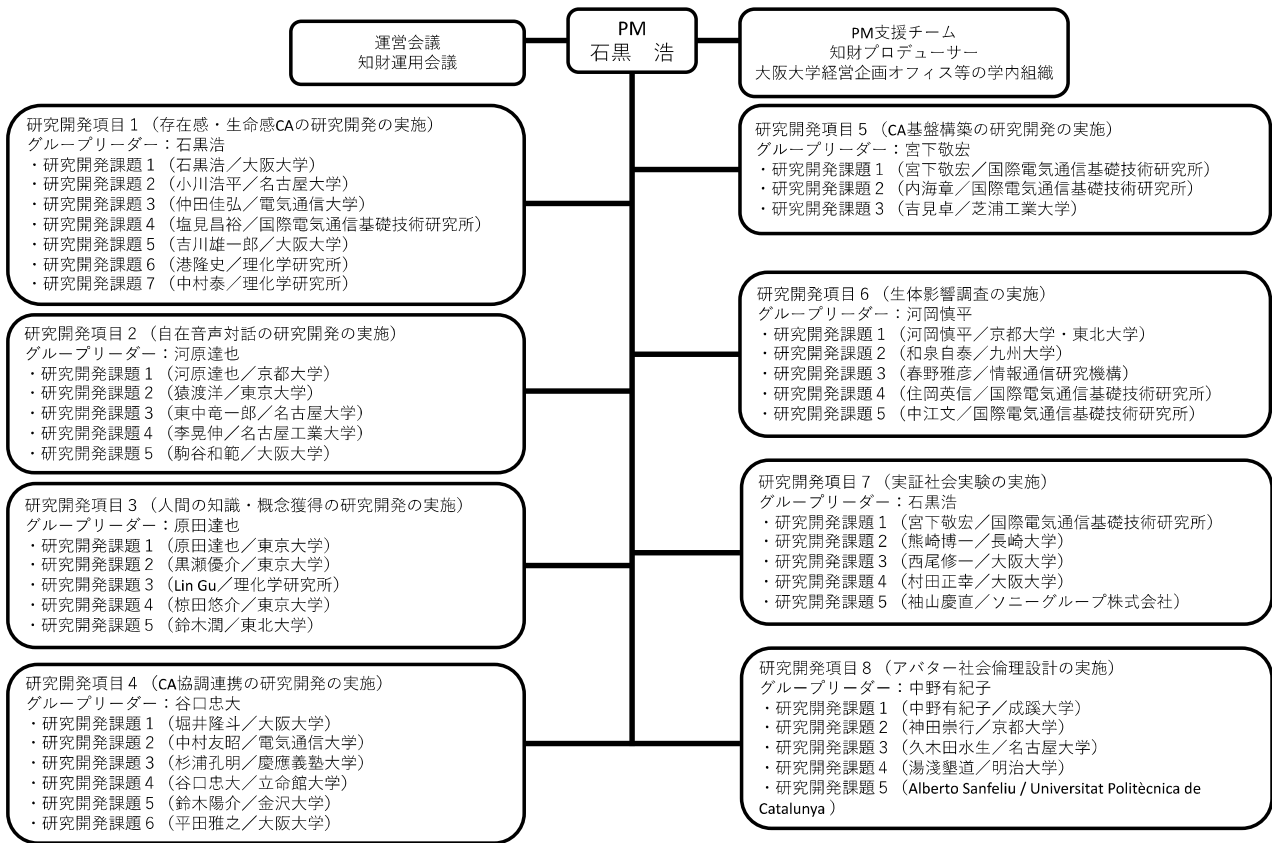 運営会議
知財運用会議
PM
石黒　浩
PM支援チーム
知財プロデューサー
大阪大学経営企画オフィス等の学内組織
研究開発項目１（存在感・生命感CAの研究開発の実施）
グループリーダー：石黒浩
・研究開発課題１（石黒浩／大阪大学）
・研究開発課題２（小川浩平／名古屋大学）
・研究開発課題３（仲田佳弘／電気通信大学）
・研究開発課題４（塩見昌裕／国際電気通信基礎技術研究所）
・研究開発課題５（吉川雄一郎／大阪大学）
・研究開発課題６（港隆史／理化学研究所）
・研究開発課題７（中村泰／理化学研究所）
研究開発項目２（自在音声対話の研究開発の実施）
グループリーダー：河原達也
・研究開発課題１（河原達也／京都大学）
・研究開発課題２（猿渡洋／東京大学）
・研究開発課題３（東中竜一郎／名古屋大学）
・研究開発課題４（李晃伸／名古屋工業大学）
・研究開発課題５（駒谷和範／大阪大学）
研究開発項目３（人間の知識・概念獲得の研究開発の実施）
グループリーダー：原田達也
・研究開発課題１（原田達也／東京大学）
・研究開発課題２（黒瀬優介／東京大学）
・研究開発課題３（Lin Gu／理化学研究所）
・研究開発課題４（椋田悠介／東京大学）
・研究開発課題５（鈴木潤／東北大学）
研究開発項目４（CA協調連携の研究開発の実施）
グループリーダー：谷口忠大
・研究開発課題１（堀井隆斗／大阪大学）
・研究開発課題２（中村友昭／電気通信大学）
・研究開発課題３（杉浦孔明／慶應義塾大学）
・研究開発課題４（谷口忠大／立命館大学）
・研究開発課題５（鈴木陽介／金沢大学）
・研究開発課題６（平田雅之／大阪大学）
研究開発項目５（CA基盤構築の研究開発の実施）
グループリーダー：宮下敬宏
・研究開発課題１（宮下敬宏／国際電気通信基礎技術研究所）
・研究開発課題２（内海章／国際電気通信基礎技術研究所）
・研究開発課題３（吉見卓／芝浦工業大学）
研究開発項目６（生体影響調査の実施）
グループリーダー：河岡慎平
・研究開発課題１（河岡慎平／京都大学・東北大学）
・研究開発課題２（和泉自泰／九州大学）
・研究開発課題３（春野雅彦／情報通信研究機構）
・研究開発課題４（住岡英信／国際電気通信基礎技術研究所）
・研究開発課題５（中江文／国際電気通信基礎技術研究所）
研究開発項目７（実証社会実験の実施）
グループリーダー：石黒浩
・研究開発課題１（宮下敬宏／国際電気通信基礎技術研究所）
・研究開発課題２（熊崎博一／長崎大学）
・研究開発課題３（西尾修一／大阪大学）
・研究開発課題４（村田正幸／大阪大学）
・研究開発課題５（袖山慶直／ソニーグループ株式会社）
研究開発項目８（アバター社会倫理設計の実施）
グループリーダー：中野有紀子
・研究開発課題１（中野有紀子／成蹊大学）
・研究開発課題２（神田崇行／京都大学）
・研究開発課題３（久木田水生／名古屋大学）
・研究開発課題４（湯淺墾道／明治大学）
・研究開発課題５（Alberto Sanfeliu / Universitat Politècnica de
Catalunya ）